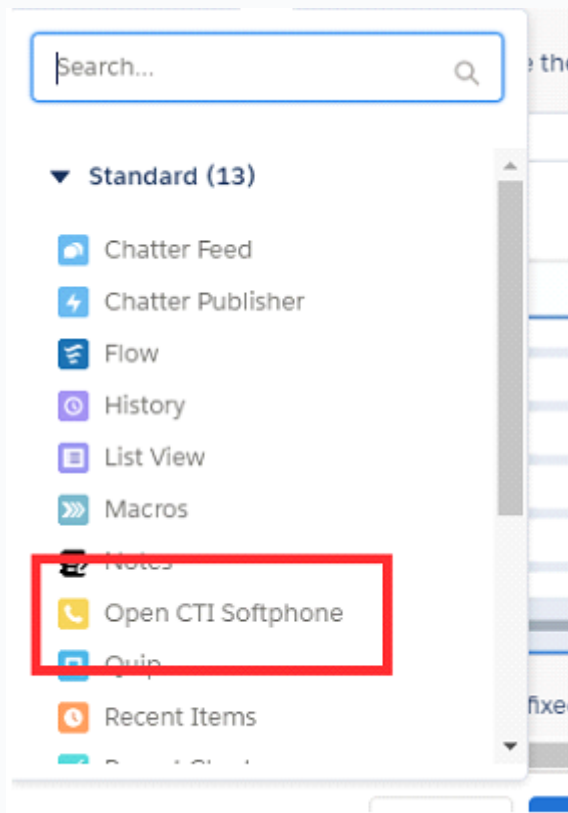 Search...
Standard (13)
Chatter Feed
Chatter Publisher
Flow
History
List View
Macros
Notes
Open CTI Softphone
Quip
Recent Items